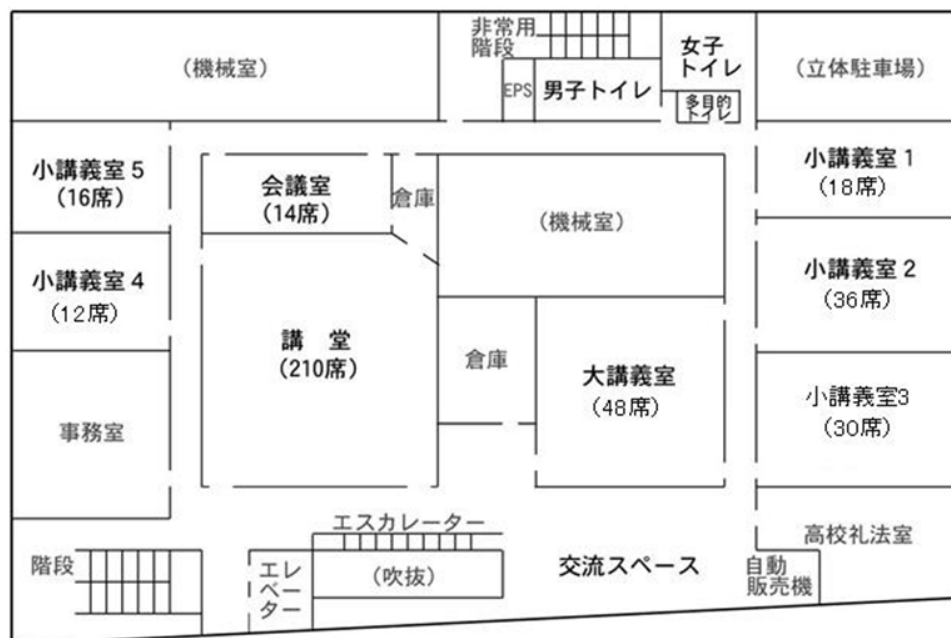 (機械室)
非常用
階段
EPS
男子トイレ
女子
トイレ
多目的
トイレ
(立体駐車場)
小講義室5
(16席)
会議室
(14席)
倉庫
(機械室)
小講義室1
(18席)
小講義室4
(12席)
講 堂
(210席)
倉庫
大講義室
(48席)
小講義室2
(36席)
小講義室3
(30席)
事務室
階段
エレ
ベー
ター
エスカレーター
(吹抜)
交流スペース
自動
販売機
高校礼法室